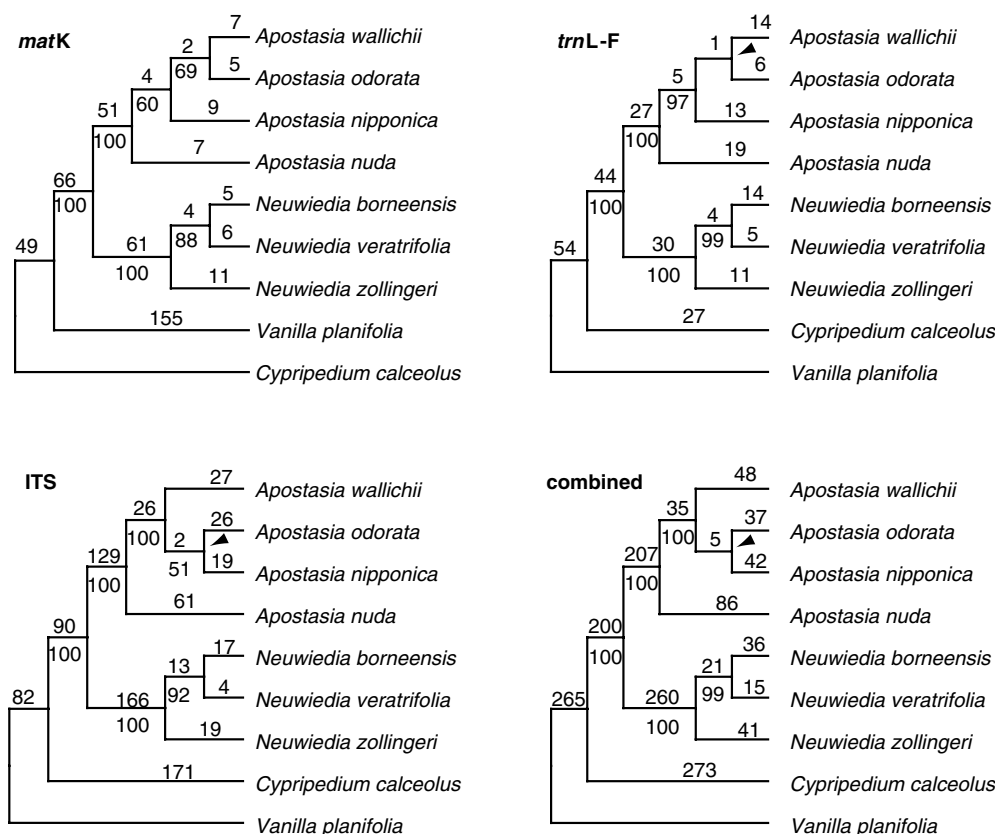 matK
7
Apostasia wallichii
2
69
5
Apostasia odorata
4
60
9
Apostasia nipponica
51
100
7
Apostasia nuda
66
100
5
Neuwiedia borneensis
4
88
6
Neuwiedia veratrifolia
61
100
11
Neuwiedia zollingeri
49
155
Vanilla planifolia
Cypripedium calceolus
trnL-F
14
Apostasia wallichii
1
6
Apostasia odorata
5
97
13
Apostasia nipponica
27
100
19
Apostasia nuda
44
100
14
Neuwiedia borneensis
4
99
5
Neuwiedia veratrifolia
30
100
11
Neuwiedia zollingeri
54
27
Cypripedium calceolus
Vanilla planifolia
ITS
27
Apostasia wallichii
26
100
26
Apostasia odorata
2
51
19
Apostasia nipponica
129
100
61
Apostasia nuda
90
100
17
Neuwiedia borneensis
13
92
4
Neuwiedia veratrifolia
166
100
19
Neuwiedia zollingeri
82
171
Cypripedium calceolus
Vanilla planifolia
combined
48
Apostasia wallichii
35
100
37
Apostasia odorata
5
42
Apostasia nipponica
207
100
86
Apostasia nuda
200
100
36
Neuwiedia borneensis
21
99
15
Neuwiedia veratrifolia
260
100
41
Neuwiedia zollingeri
265
273
Cypripedium calceolus
Vanilla planifolia